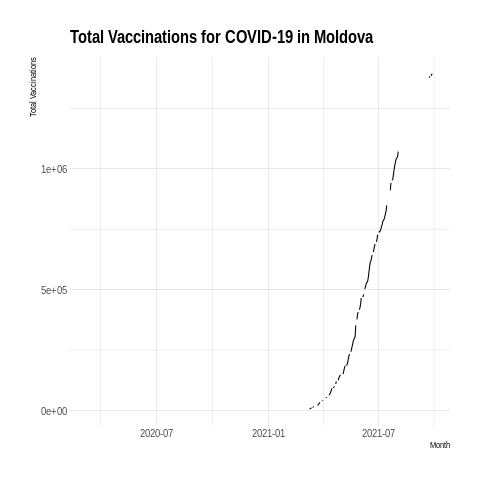 Total Vaccinations for COVID-19 in Moldova
Total Vaccinations
1e+06
5e+05
0e+00
2020-07
2021-01
2021-07
Month